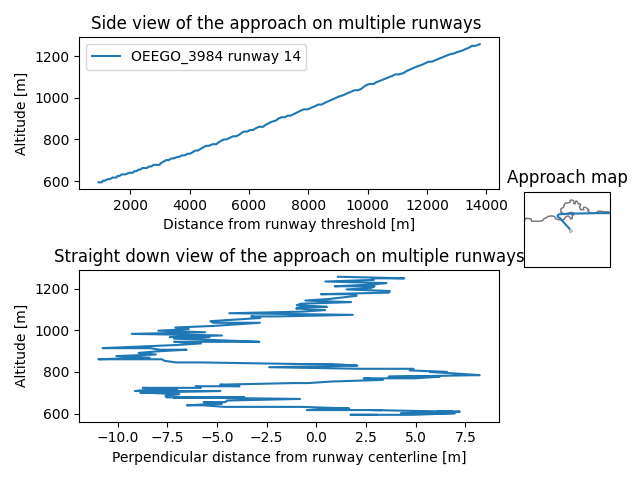 Side view of the approach on multiple runways
Altitude [m]
1200
1000
800
600
OEEGO_3984 runway 14
2000 4000 6000 8000 10000 12000 14000
Distance from runway threshold [m]
Approach map
Straight down view of the approach on multiple runways
Altitude [m]
1200
1000
800
600
−10.0 −7.5 −5.0 −2.5 0.0 2.5 5.0 7.5
Perpendicular distance from runway centerline [m]